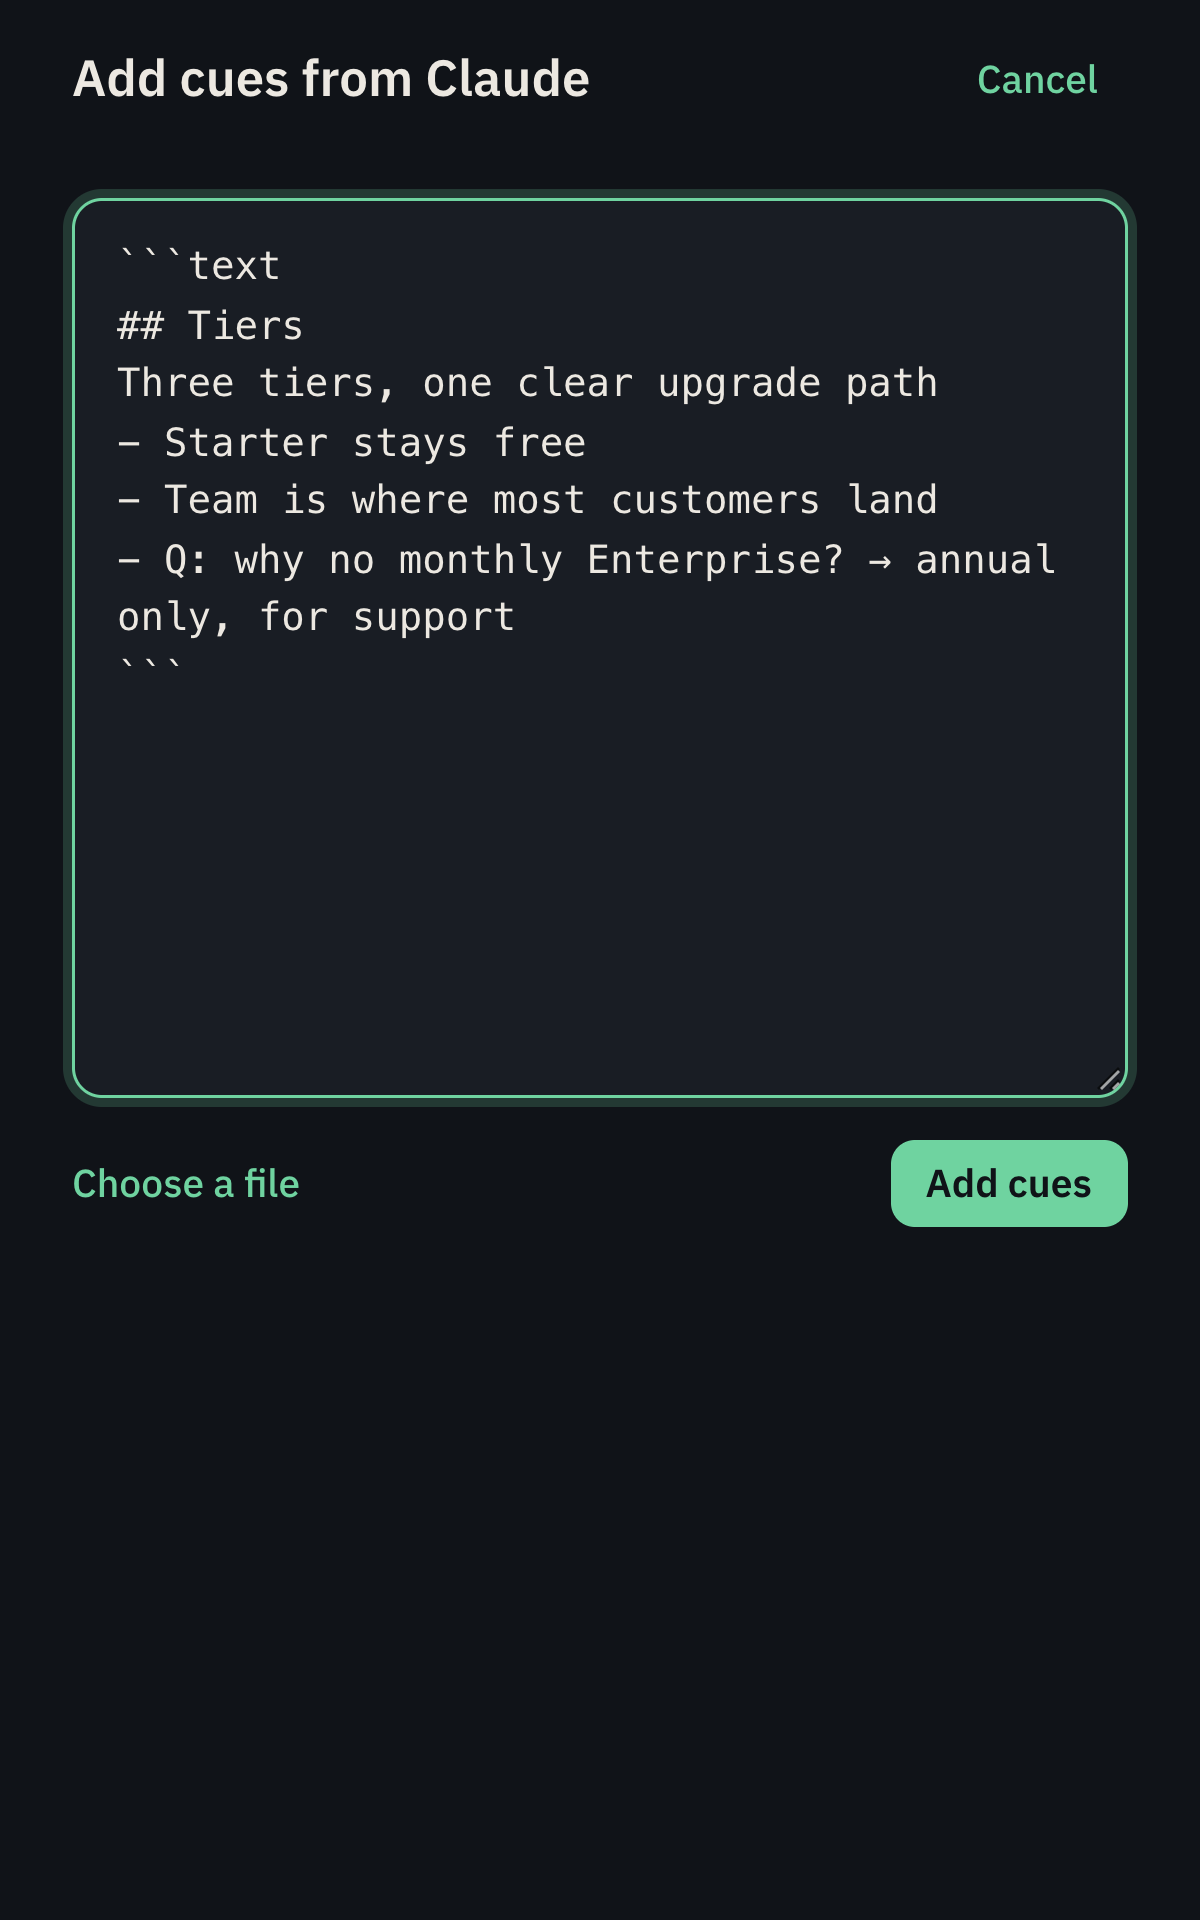 Add cues from Claude
Cancel
```text
## Tiers
Three tiers, one clear upgrade path
– Starter stays free
– Team is where most customers land
– Q: why no monthly Enterprise? → annual
only, for support
```
Choose a file
Add cues